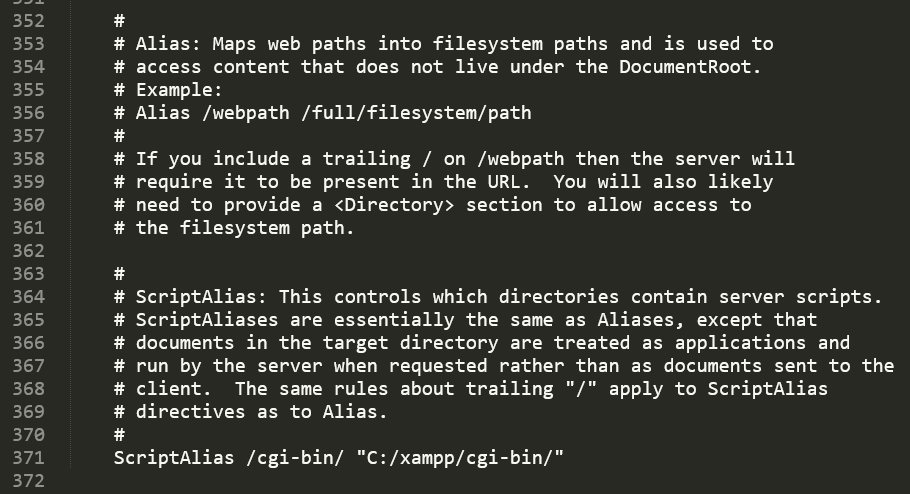 352 #
353 # Alias: Maps web paths into filesystem paths and is used to
354 # access content that does not live under the DocumentRoot.
355 # Example:
356 # Alias /webpath /full/filesystem/path
357 #
358 # If you include a trailing / on /webpath then the server will
359 # require it to be present in the URL.  You will also likely
360 # need to provide a <Directory> section to allow access to
361 # the filesystem path.
362
363 #
364 # ScriptAlias: This controls which directories contain server scripts.
365 # ScriptAliases are essentially the same as Aliases, except that
366 # documents in the target directory are treated as applications and
367 # run by the server when requested rather than as documents sent to the
368 # client.  The same rules about trailing "/" apply to ScriptAlias
369 # directives as to Alias.
370 #
371 ScriptAlias /cgi-bin/ "C:/xampp/cgi-bin/"
372